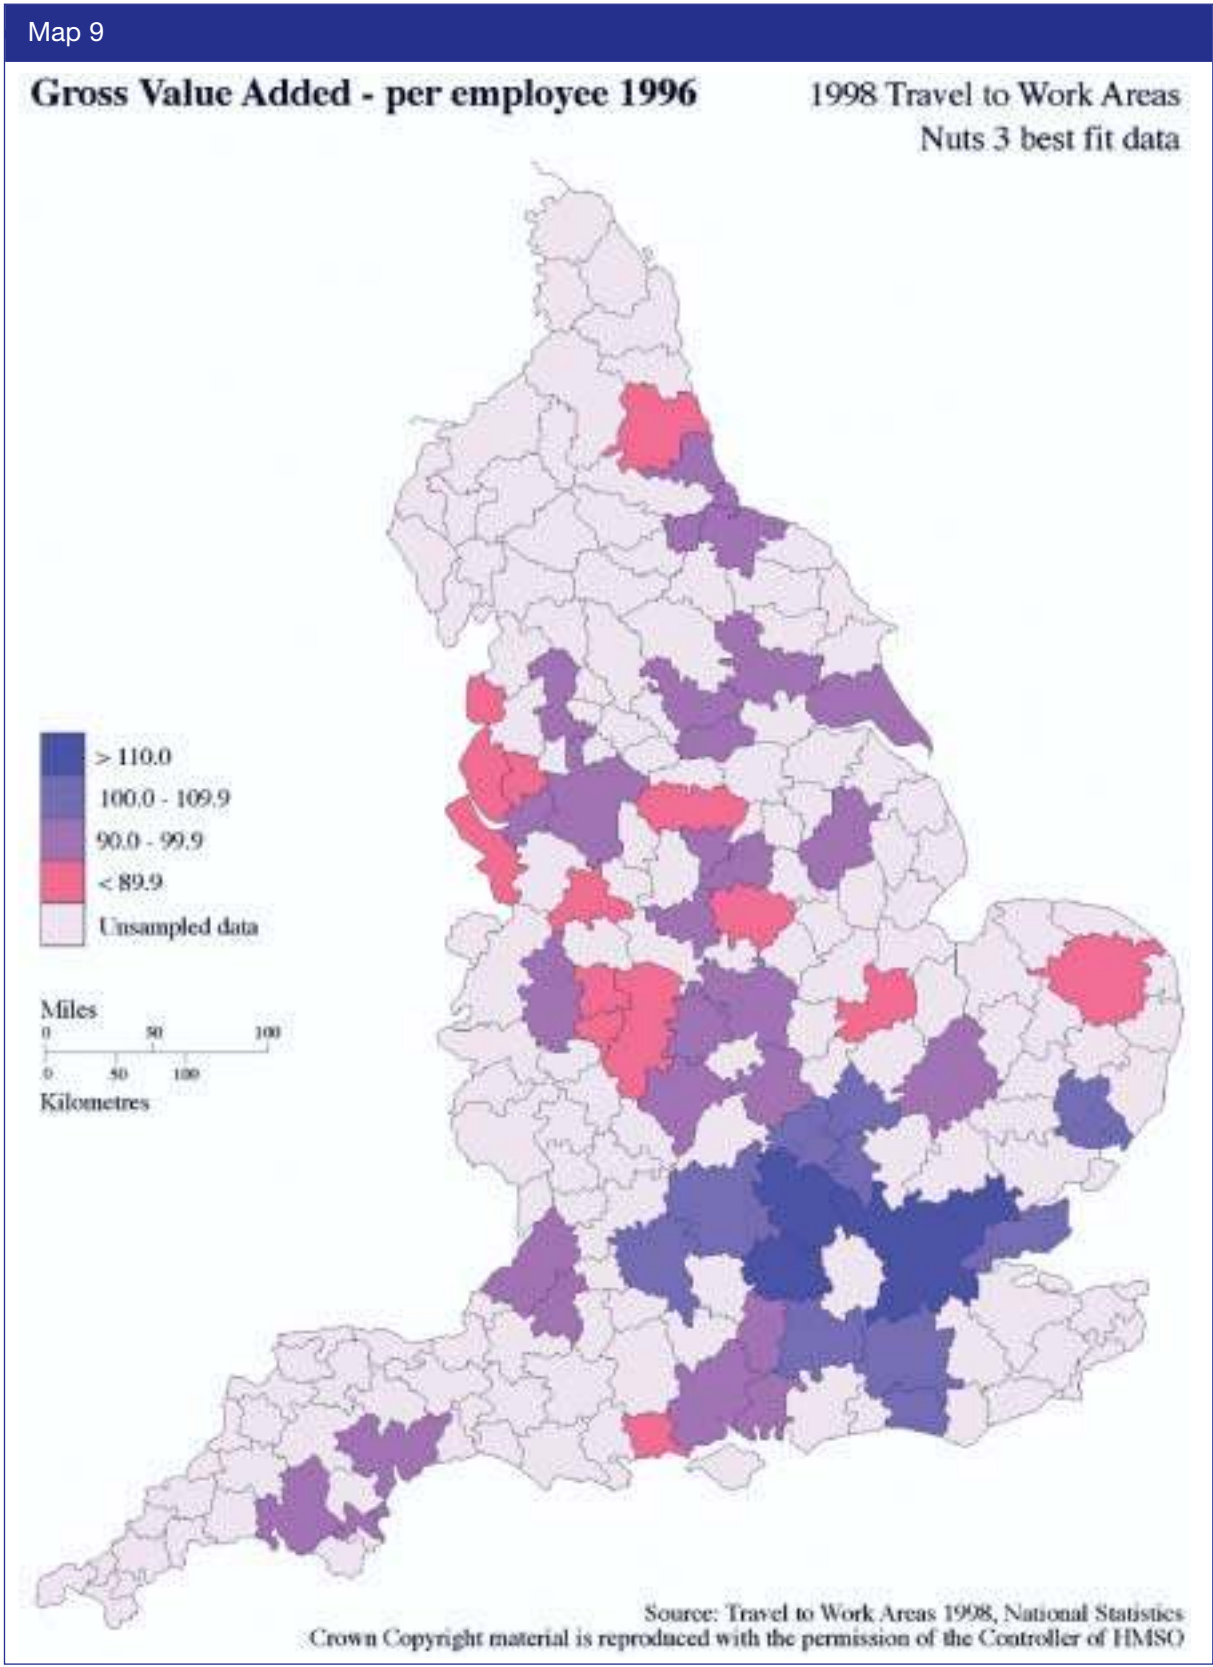 Map 9
Gross Value Added - per employee 1996
1998 Travel to Work Areas
Nuts 3 best fit data
> 110.0
100.0 - 109.9
90.0 - 99.9
< 89.9
Unsampled data
Miles
0 50 100
0 50 100
Kilometres
Source: Travel to Work Areas 1998, National Statistics
Crown Copyright material is reproduced with the permission of the Controller of HMSO